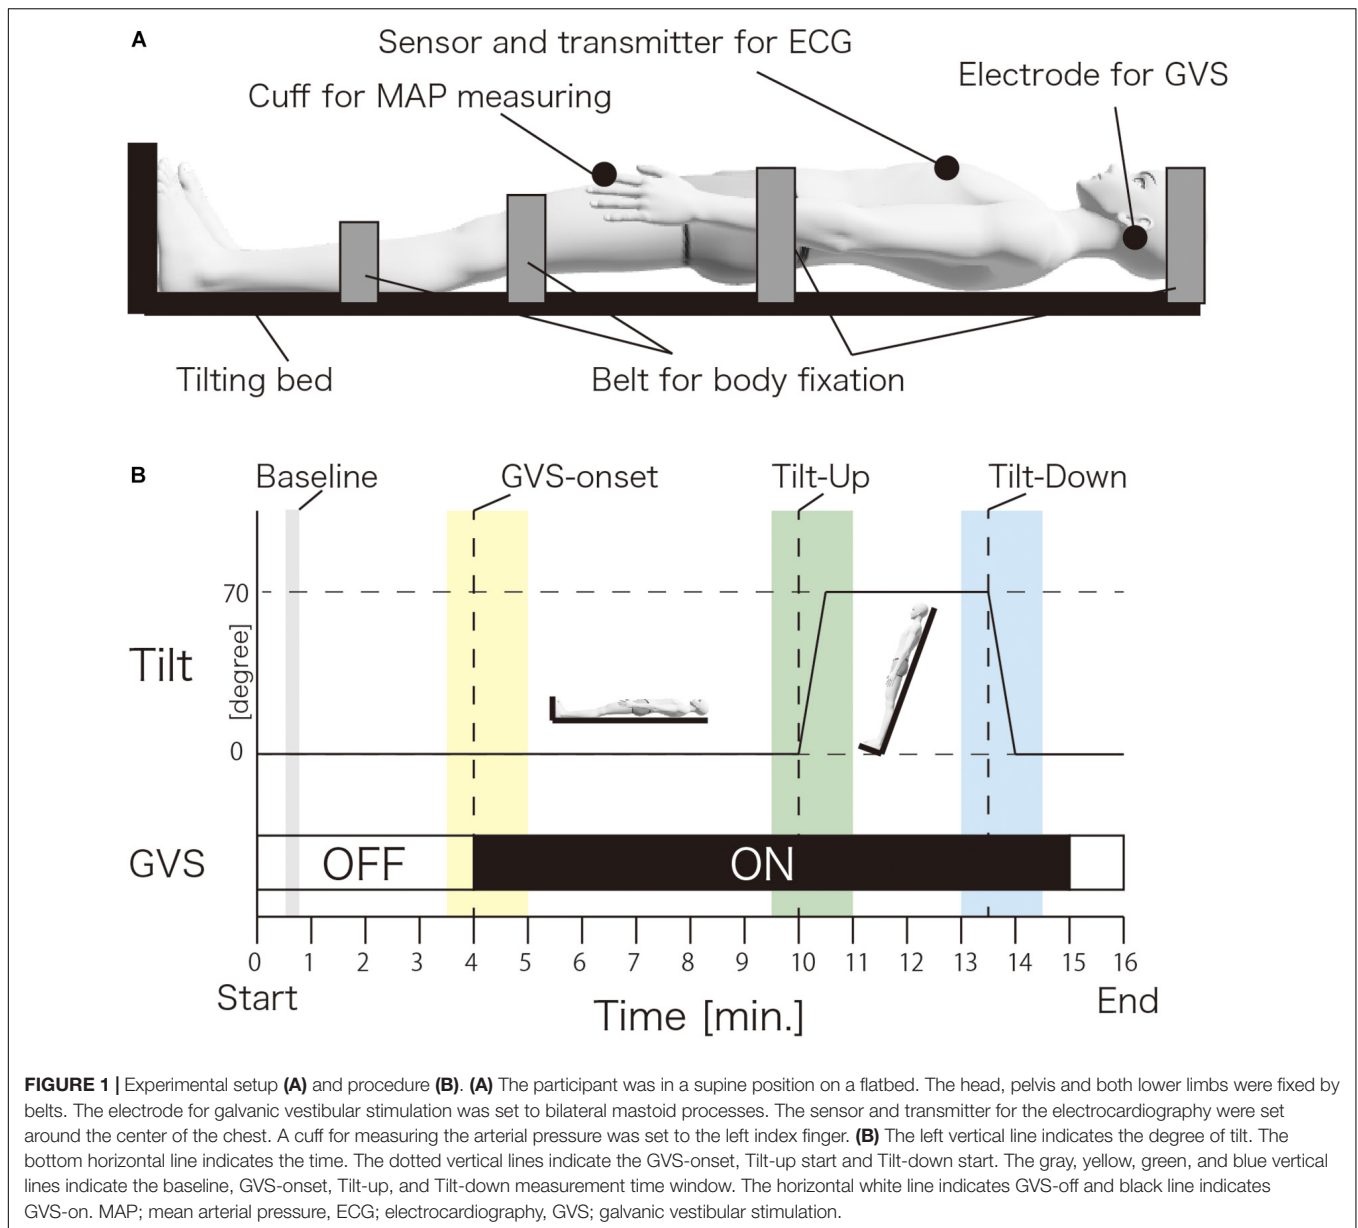 A
Sensor and transmitter for ECG
Electrode for GVS
Cuff for MAP measuring
Tilting bed
Belt for body fixation
B
Baseline
GVS-onset
Tilt-Up
Tilt-Down
70
Tilt
[degree]
0
GVS
OFF
ON
0 1 2 3 4 5 6 7 8 9 10 11 12 13 14 15 16
Start
Time [min.]
End
FIGURE 1 | Experimental setup (A) and procedure (B). (A) The participant was in a supine position on a flatbed. The head, pelvis and both lower limbs were fixed by
belts. The electrode for galvanic vestibular stimulation was set to bilateral mastoid processes. The sensor and transmitter for the electrocardiography were set
around the center of the chest. A cuff for measuring the arterial pressure was set to the left index finger. (B) The left vertical line indicates the degree of tilt. The
bottom horizontal line indicates the time. The dotted vertical lines indicate the GVS-onset, Tilt-up start and Tilt-down start. The gray, yellow, green, and blue vertical
lines indicate the baseline, GVS-onset, Tilt-up, and Tilt-down measurement time window. The horizontal white line indicates GVS-off and black line indicates
GVS-on. MAP; mean arterial pressure, ECG; electrocardiography, GVS; galvanic vestibular stimulation.